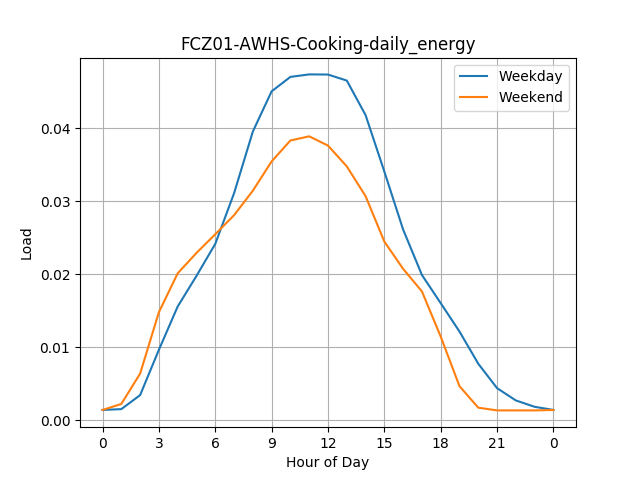 FCZ01-AWHS-Cooking-daily_energy
Weekday
Weekend
0.04
0.03
0.02
0.01
0.00
Load
0 3 6 9 12 15 18 21 0
Hour of Day